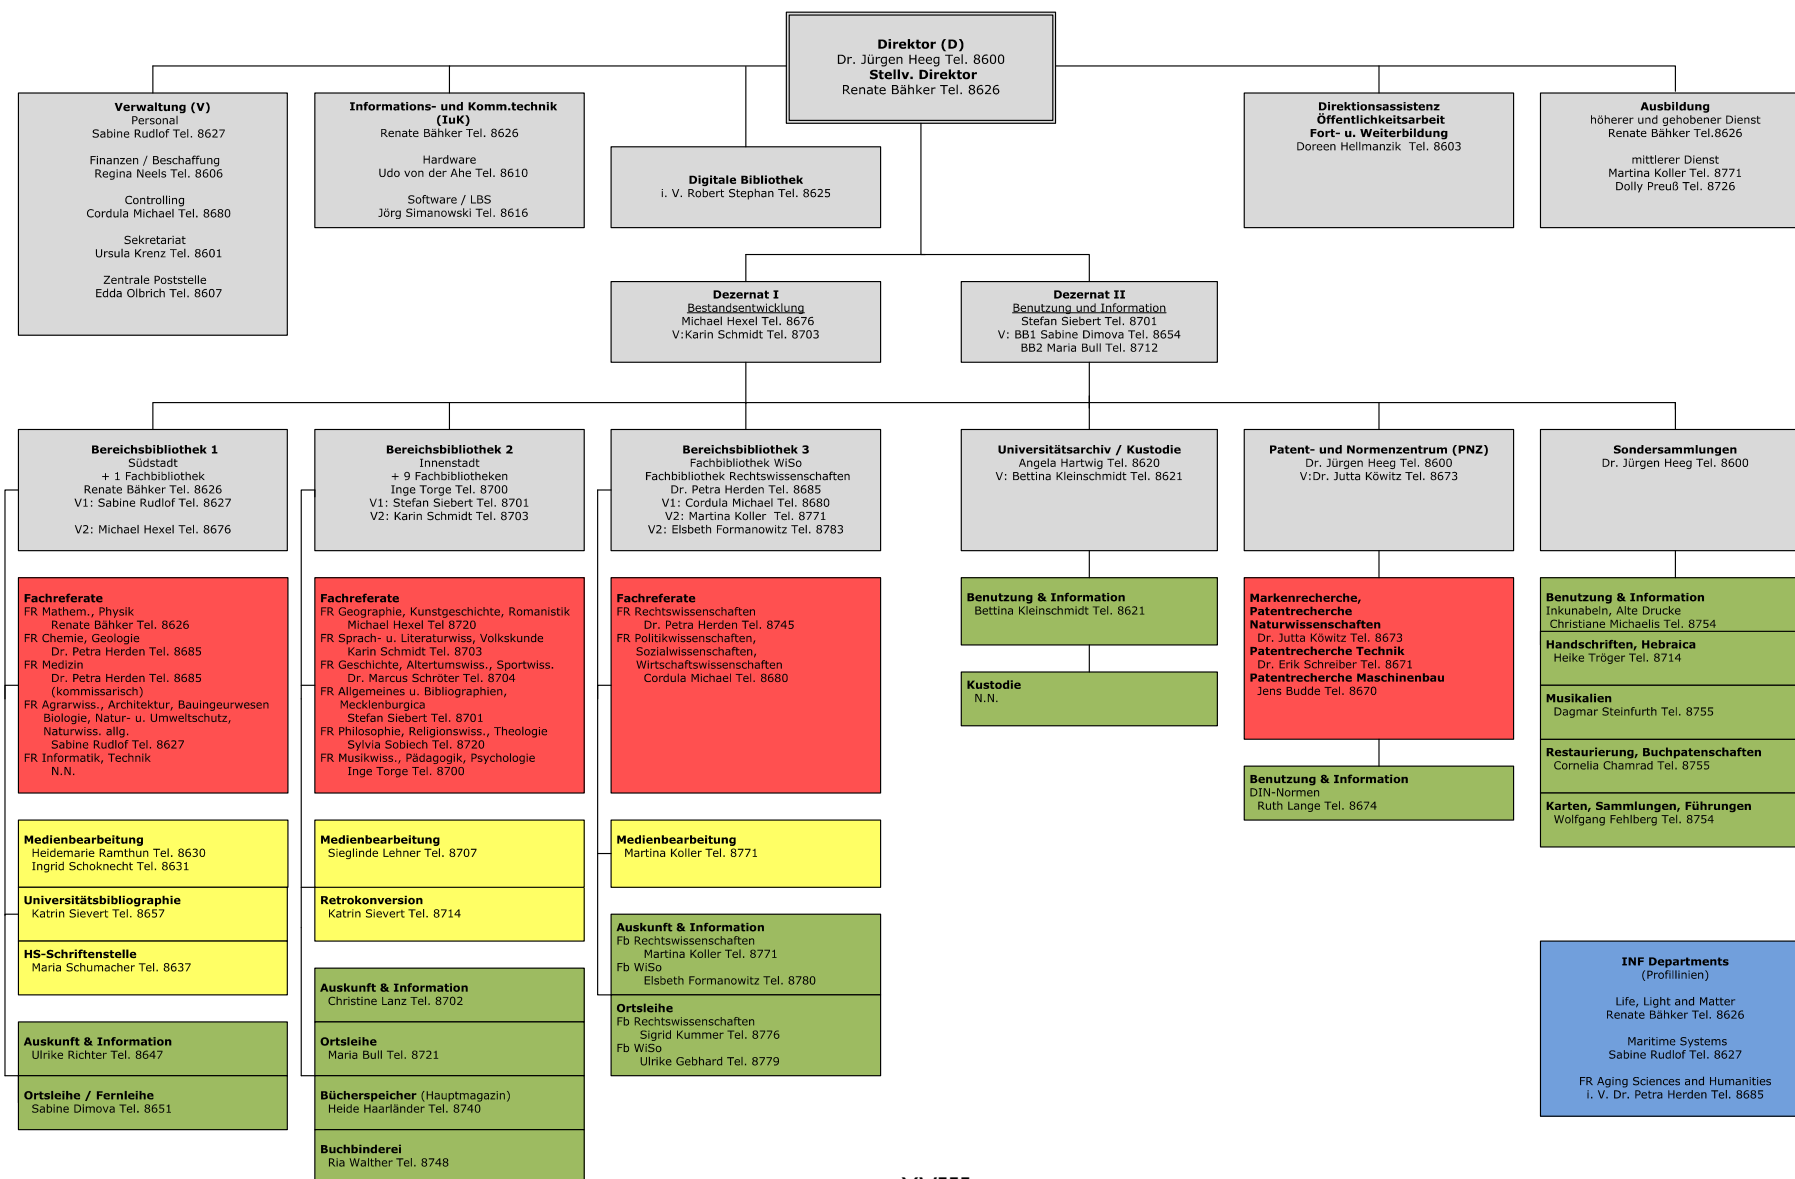 Direktor (D)
Dr. Jürgen Heeg Tel. 8600
Stellv. Direktor
Renate Bähker Tel. 8626
Verwaltung (V)
Personal
Sabine Rudlof Tel. 8627
Finanzen / Beschaffung
Regina Neels Tel. 8606
Controlling
Cordula Michael Tel. 8680
Sekretariat
Ursula Krenz Tel. 8601
Zentrale Poststelle
Edda Olbrich Tel. 8607
Informations- und Komm.technik
(IuK)
Renate Bähker Tel. 8626
Hardware
Udo von der Ahe Tel. 8610
Software / LBS
Jörg Simanowski Tel. 8616
Digitale Bibliothek
i. V. Robert Stephan Tel. 8625
Direktionsassistenz
Öffentlichkeitsarbeit
Fort- u. Weiterbildung
Doreen Hellmanzik Tel. 8603
Ausbildung
höherer und gehobener Dienst
Renate Bähker Tel.8626
mittlerer Dienst
Martina Koller Tel. 8771
Dolly Preuß Tel. 8726
Dezernat I
Bestandsentwicklung
Michael Hexel Tel. 8676
V:Karin Schmidt Tel. 8703
Dezernat II
Benutzung und Information
Stefan Siebert Tel. 8701
V: BB1 Sabine Dimova Tel. 8654
BB2 Maria Bull Tel. 8712
Bereichsbibliothek 1
Südstadt
+ 1 Fachbibliothek
Renate Bähker Tel. 8626
V1: Sabine Rudlof Tel. 8627
V2: Michael Hexel Tel. 8676
Bereichsbibliothek 2
Innenstadt
+ 9 Fachbibliotheken
Inge Torge Tel. 8700
V1: Stefan Siebert Tel. 8701
V2: Karin Schmidt Tel. 8703
Bereichsbibliothek 3
Fachbibliothek WiSo
Fachbibliothek Rechtswissenschaften
Dr. Petra Herden Tel. 8685
V1: Cordula Michael Tel. 8680
V2: Martina Koller Tel. 8771
V2: Elsbeth Formanowitz Tel. 8783
Universitätsarchiv / Kustodie
Angela Hartwig Tel. 8620
V: Bettina Kleinschmidt Tel. 8621
Patent- und Normenzentrum (PNZ)
Dr. Jürgen Heeg Tel. 8600
V:Dr. Jutta Köwitz Tel. 8673
Sondersammlungen
Dr. Jürgen Heeg Tel. 8600
Fachreferate
FR Mathem., Physik
Renate Bähker Tel. 8626
FR Chemie, Geologie
Dr. Petra Herden Tel. 8685
FR Medizin
Dr. Petra Herden Tel. 8685
(kommissarisch)
FR Agrarwiss., Architektur, Bauingeurwesen
Biologie, Natur- u. Umweltschutz,
Naturwiss. allg.
Sabine Rudlof Tel. 8627
FR Informatik, Technik
N.N.
Fachreferate
FR Geographie, Kunstgeschichte, Romanistik
Michael Hexel Tel 8720
FR Sprach- u. Literaturwiss, Volkskunde
Karin Schmidt Tel. 8703
FR Geschichte, Altertumswiss., Sportwiss.
Dr. Marcus Schröter Tel. 8704
FR Allgemeines u. Bibliographien,
Mecklenburgica
Stefan Siebert Tel. 8701
FR Philosophie, Religionswiss., Theologie
Sylvia Sobiech Tel. 8720
FR Musikwiss., Pädagogik, Psychologie
Inge Torge Tel. 8700
Fachreferate
FR Rechtswissenschaften
Dr. Petra Herden Tel. 8745
FR Politikwissenschaften,
Sozialwissenschaften,
Wirtschaftswissenschaften
Cordula Michael Tel. 8680
Benutzung & Information
Bettina Kleinschmidt Tel. 8621
Kustodie
N.N.
Markenrecherche,
Patentrecherche
Naturwissenschaften
Dr. Jutta Köwitz Tel. 8673
Patentrecherche Technik
Dr. Erik Schreiber Tel. 8671
Patentrecherche Maschinenbau
Jens Budde Tel. 8670
Benutzung & Information
DIN-Normen
Ruth Lange Tel. 8674
Benutzung & Information
Inkunabeln, Alte Drucke
Christiane Michaelis Tel. 8754
Handschriften, Hebraica
Heike Tröger Tel. 8714
Musikalien
Dagmar Steinfurth Tel. 8755
Restaurierung, Buchpatenschaften
Cornelia Chamrad Tel. 8755
Karten, Sammlungen, Führungen
Wolfgang Fehlberg Tel. 8754
Medienbearbeitung
Heidemarie Ramthun Tel. 8630
Ingrid Schoknecht Tel. 8631
Universitätsbibliographie
Katrin Sievert Tel. 8657
HS-Schriftenstelle
Maria Schumacher Tel. 8637
Auskunft & Information
Ulrike Richter Tel. 8647
Ortsleihe / Fernleihe
Sabine Dimova Tel. 8651
Medienbearbeitung
Sieglinde Lehner Tel. 8707
Retrokonversion
Katrin Sievert Tel. 8714
Auskunft & Information
Christine Lanz Tel. 8702
Ortsleihe
Maria Bull Tel. 8721
Bücherspeicher (Hauptmagazin)
Heide Haarländer Tel. 8740
Buchbinderei
Ria Walther Tel. 8748
Medienbearbeitung
Martina Koller Tel. 8771
Auskunft & Information
Fb Rechtswissenschaften
Martina Koller Tel. 8771
Fb WiSo
Elsbeth Formanowitz Tel. 8780
Ortsleihe
Fb Rechtswissenschaften
Sigrid Kummer Tel. 8776
Fb WiSo
Ulrike Gebhard Tel. 8779
INF Departments
(Profillinien)
Life, Light and Matter
Renate Bähker Tel. 8626
Maritime Systems
Sabine Rudlof Tel. 8627
FR Aging Sciences and Humanities
i. V. Dr. Petra Herden Tel. 8685